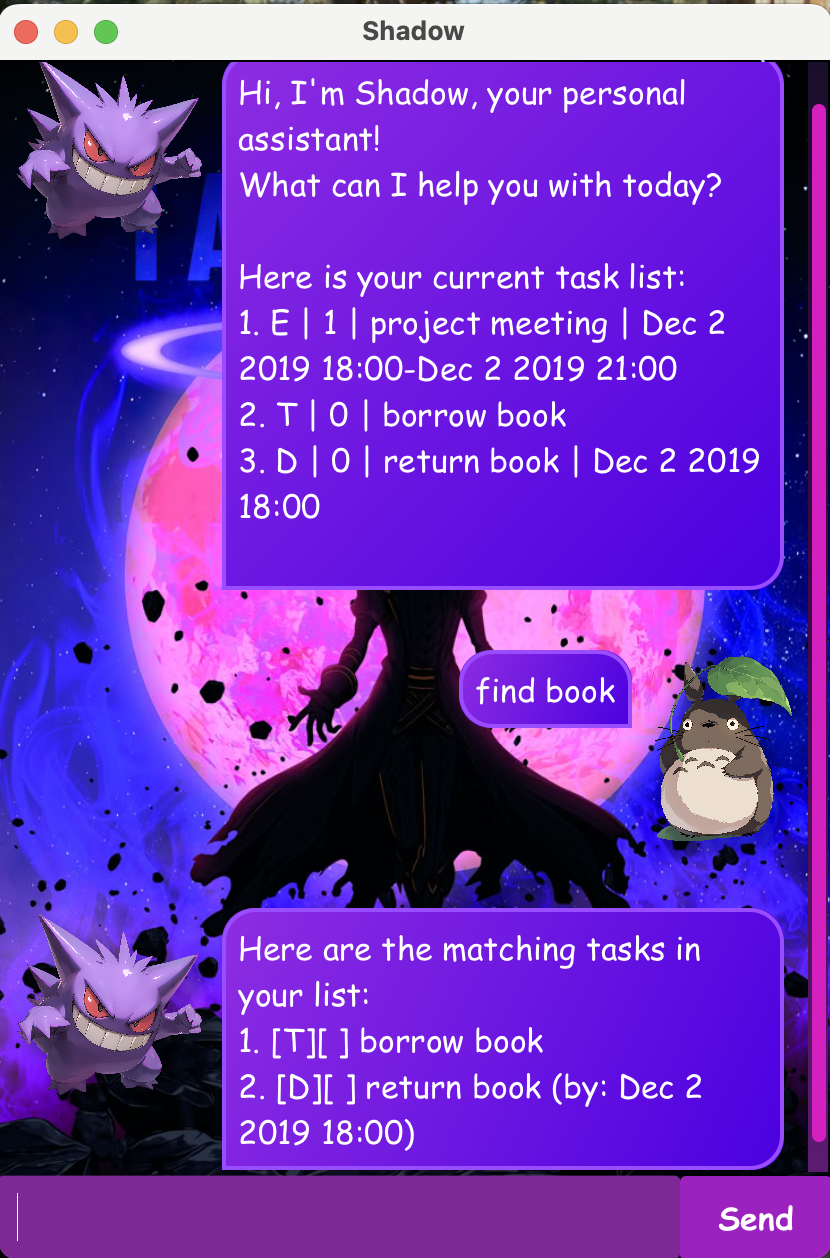 Shadow
Hi, I'm Shadow, your personal
assistant!
What can I help you with today?
Here is your current task list:
1. E | 1 | project meeting | Dec 2
2019 18:00-Dec 2 2019 21:00
2. T | 0 | borrow book
3. D | 0 | return book | Dec 2 2019
18:00
find book
Here are the matching tasks in
your list:
1. [T][ ] borrow book
2. [D][ ] return book (by: Dec 2
2019 18:00)
Send